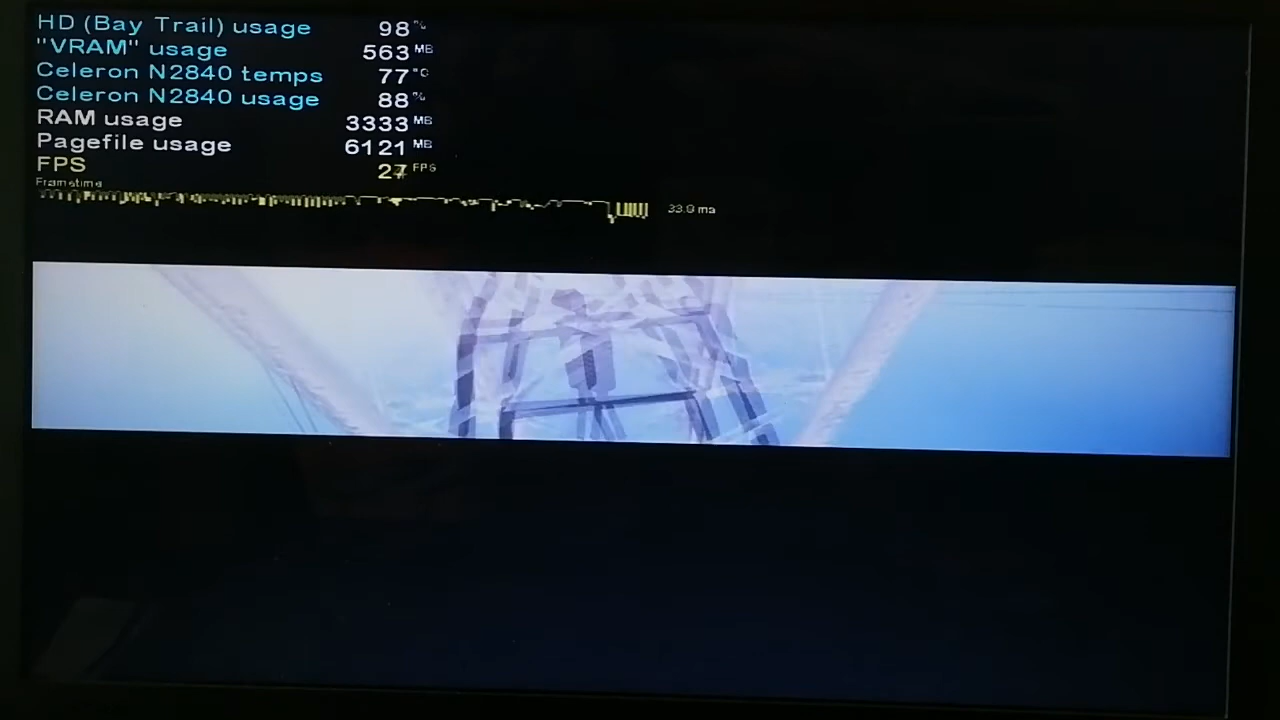 HD (Bay Trail) usage 98 %
"VRAM" usage 563 MB
Celeron N2840 temps 77 °C
Celeron N2840 usage 88 %
RAM usage 3333 MB
Pagefile usage 6121 MB
FPS 27 FPS
Frametime
33.9 ms